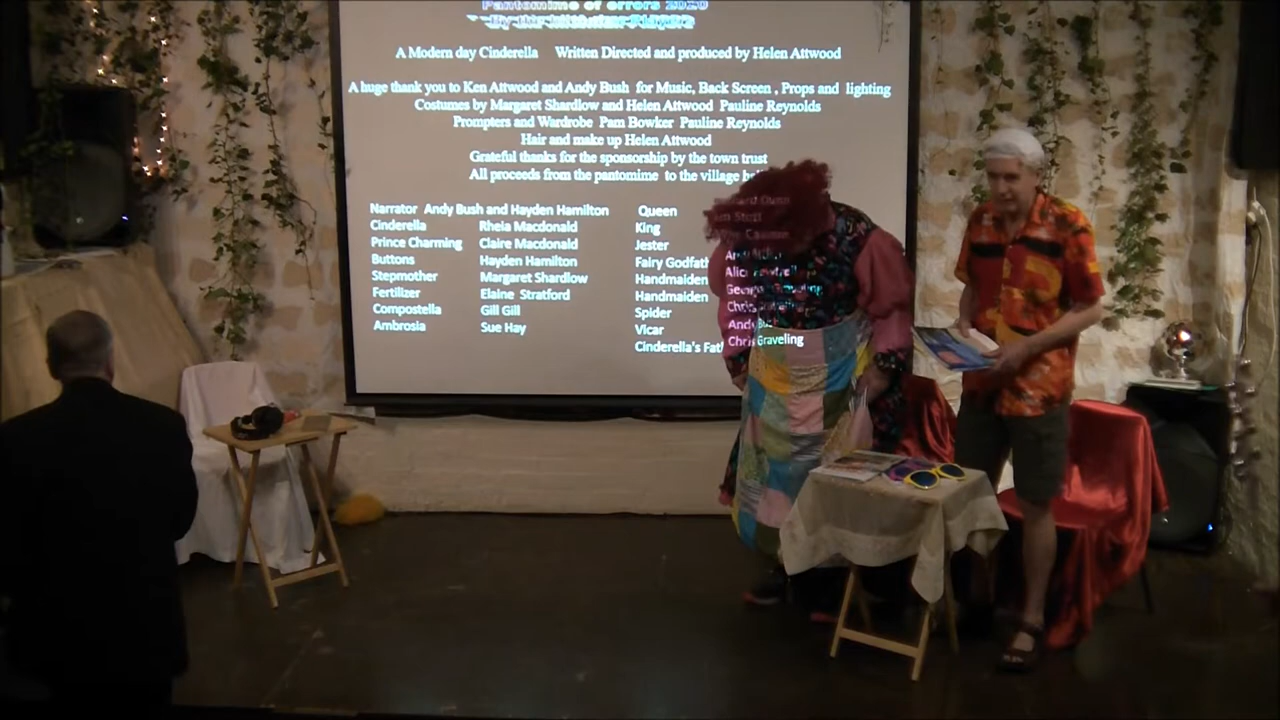 Pantomime of errors 2020
A Modern day Cinderella Written Directed and produced by Helen Attwood
A huge thank you to Ken Attwood and Andy Bush for Music, Back Screen , Props and lighting
Costumes by Margaret Shardlow and Helen Attwood Pauline Reynolds
Prompters and Wardrobe Pam Bowker Pauline Reynolds
Hair and make up Helen Attwood
Grateful thanks for the sponsorship by the town trust
All proceeds from the pantomime to the village
Narrator Andy Bush and Hayden Hamilton Queen
Cinderella Rheia Macdonald King
Prince Charming Claire Macdonald Jester
Buttons Hayden Hamilton Fairy Godfath
Stepmother Margaret Shardlow Handmaiden Alice
Fertilizer Elaine Stratford Handmaiden
Compostella Gill Gill Spider
Ambrosia Sue Hay Vicar Andy
Cinderella's Fat Chris Graveling